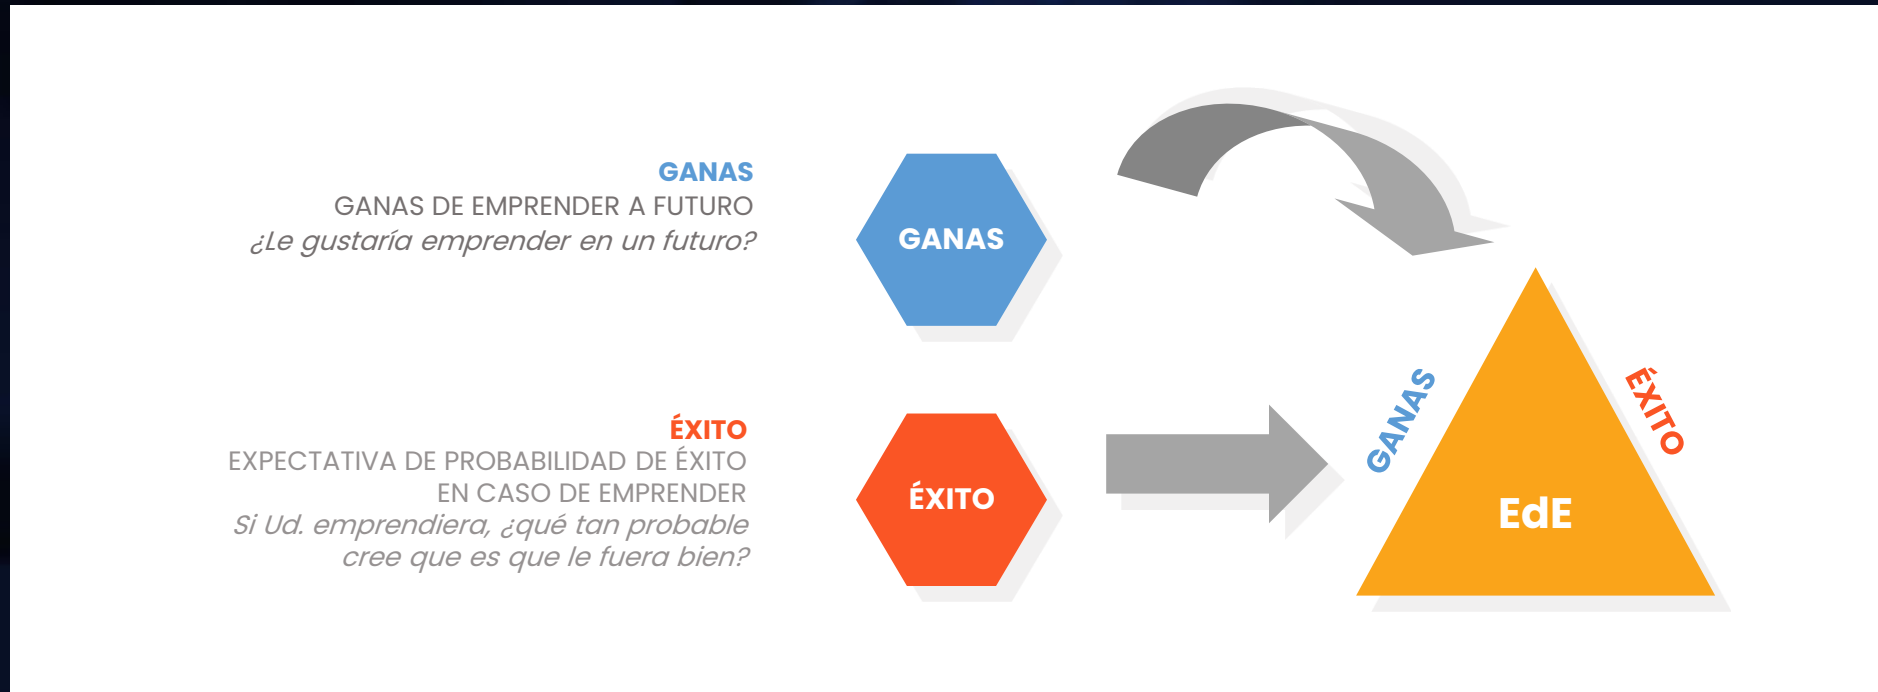 GANAS
GANAS DE EMPRENDER A FUTURO
¿Le gustaría emprender en un futuro?
GANAS
ÉXITO
EXPECTATIVA DE PROBABILIDAD DE ÉXITO
EN CASO DE EMPRENDER
Si Ud. emprendiera, ¿qué tan probable
cree que es que le fuera bien?
ÉXITO
GANAS
ÉXITO
EdE